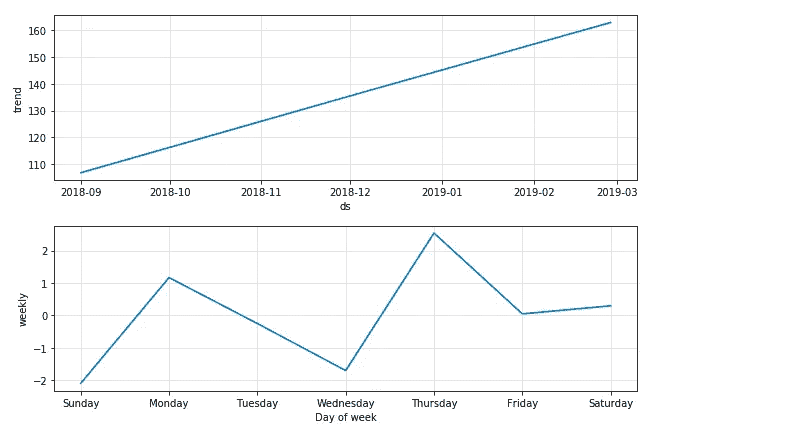 160
150
140
130
120
110
trend
2018-09 2018-10 2018-11 2018-12 2019-01 2019-02 2019-03
ds
2
1
0
−1
−2
weekly
Sunday Monday Tuesday Wednesday Thursday Friday Saturday
Day of week